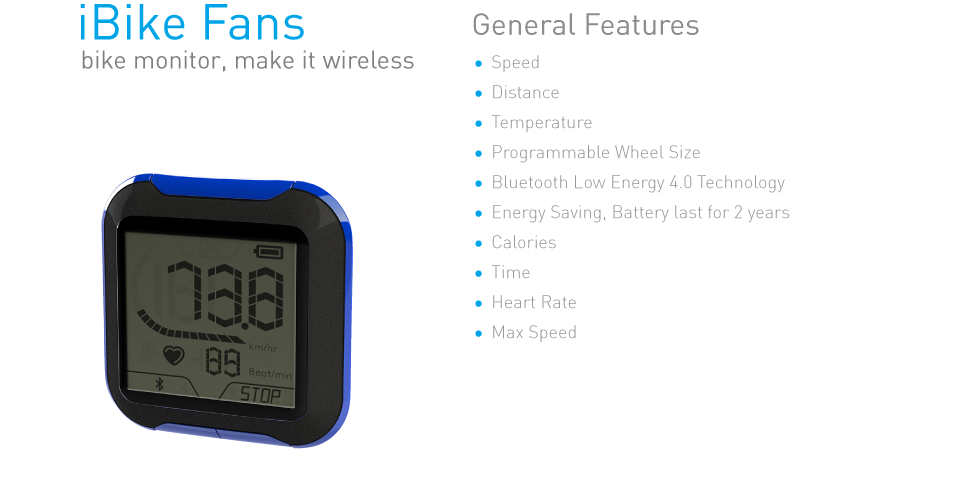 iBike Fans
bike monitor, make it wireless
General Features
Speed
Distance
Temperature
Programmable Wheel Size
Bluetooth Low Energy 4.0 Technology
Energy Saving, Battery last for 2 years
Calories
Time
Heart Rate
Max Speed
73.8
km/hr
89
Beat/min
STOP